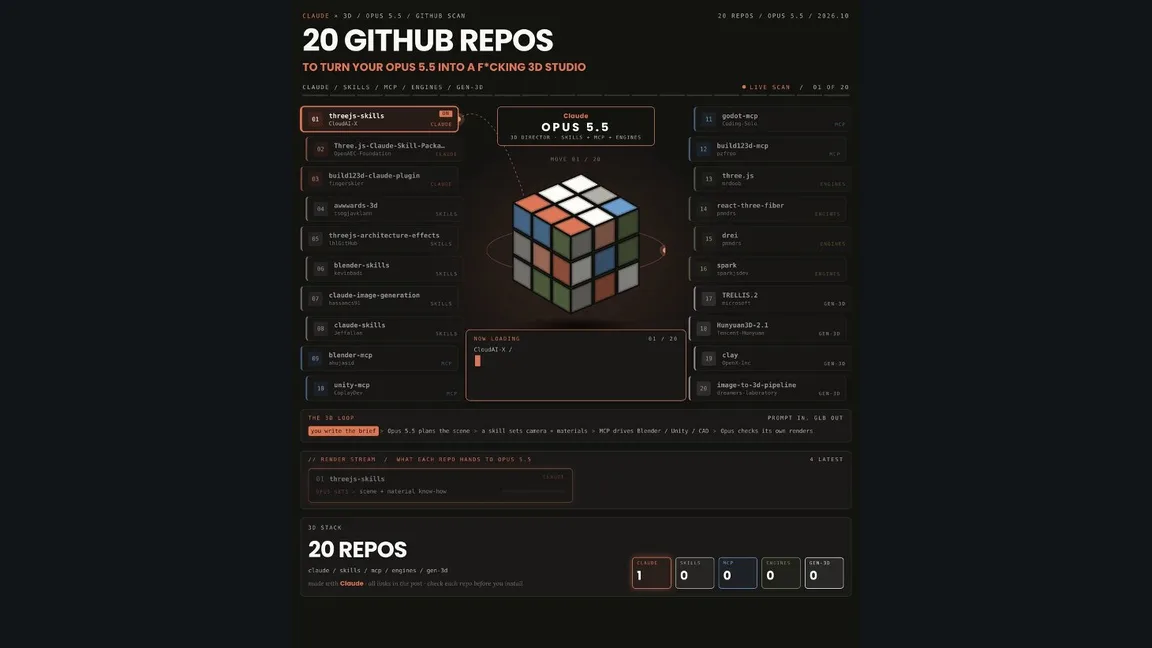 CLAUDE × 3D / OPUS 5.5 / GITHUB SCAN
20 REPOS / OPUS 5.5 / 2026.10
20 GITHUB REPOS
TO TURN YOUR OPUS 5.5 INTO A F*CKING 3D STUDIO
CLAUDE / SKILLS / MCP / ENGINES / GEN-3D
LIVE SCAN / 01 OF 20
01 threejs-skills
CloudAI-X CLAUDE
02 Three.js-Claude-Skill-Packa…
OpenAEC-Foundation CLAUDE
03 build123d-claude-plugin
CLAUDE
04 awwwards-3d
SKILLS
05 threejs-architecture-effects
SKILLS
06 blender-skills
SKILLS
07 claude-image-generation
SKILLS
08 claude-skills
Jeffallan SKILLS
09 blender-mcp
ahujasid MCP
10 unity-mcp
CoplayDev MCP
Claude
OPUS 5.5
3D DIRECTOR · SKILLS + MCP + ENGINES
MOVE 01 / 20
NOW LOADING 01 / 20
CloudAI-X /
11 godot-mcp
Coding-Solo MCP
12 build123d-mcp
pzfreo MCP
13 three.js
mrdoob ENGINES
14 react-three-fiber
pmndrs ENGINES
15 drei
pmndrs ENGINES
16 spark
sparkjsdev ENGINES
17 TRELLIS.2
microsoft GEN-3D
18 Hunyuan3D-2.1
Tencent-Hunyuan GEN-3D
19 clay
GEN-3D
20 image-to-3d-pipeline
dreamers-laboratory GEN-3D
THE 3D LOOP
PROMPT IN, GLB OUT
you write the brief > Opus 5.5 plans the scene > a skill sets camera + materials > MCP drives Blender / Unity / CAD > Opus checks its own renders
// RENDER STREAM / WHAT EACH REPO HANDS TO OPUS 5.5
4 LATEST
01 threejs-skills
CLAUDE
OPUS GETS → scene + material know-how
3D STACK
20 REPOS
claude / skills / mcp / engines / gen-3d
made with Claude · all links in the post · check each repo before you install
CLAUDE
1
SKILLS
0
MCP
0
ENGINES
0
GEN-3D
0